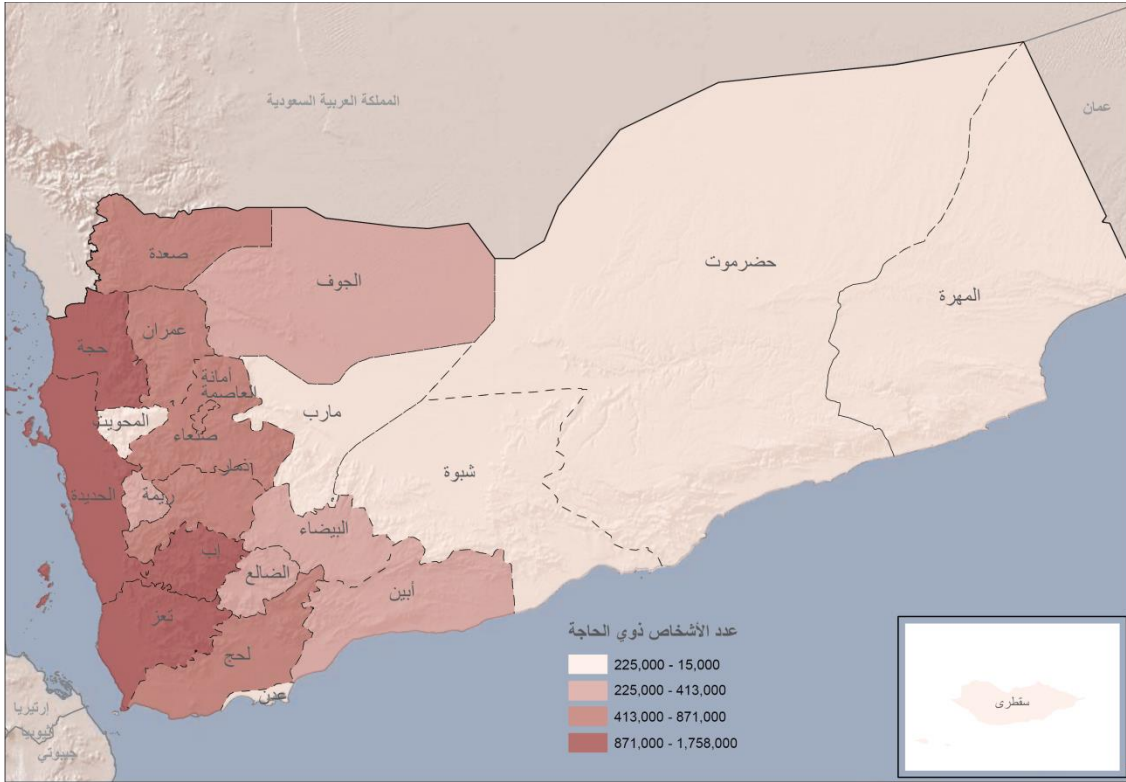 المملكة العربية السعودية
عمان
صعدة
الجوف
حضرموت
المهرة
عمران
حجة
أمانة
العاصمة
مارب
المحويت
صنعاء
شبوة
ذمار
ريمة
الحديدة
البيضاء
إب
الضالع
أبين
تعز
لحج
عدن
عدد الأشخاص ذوي الحاجة
225,000 - 15,000
225,000 - 413,000
413,000 - 871,000
871,000 - 1,758,000
سقطرى
إرتيريا
أثيوبيا
جيبوتي